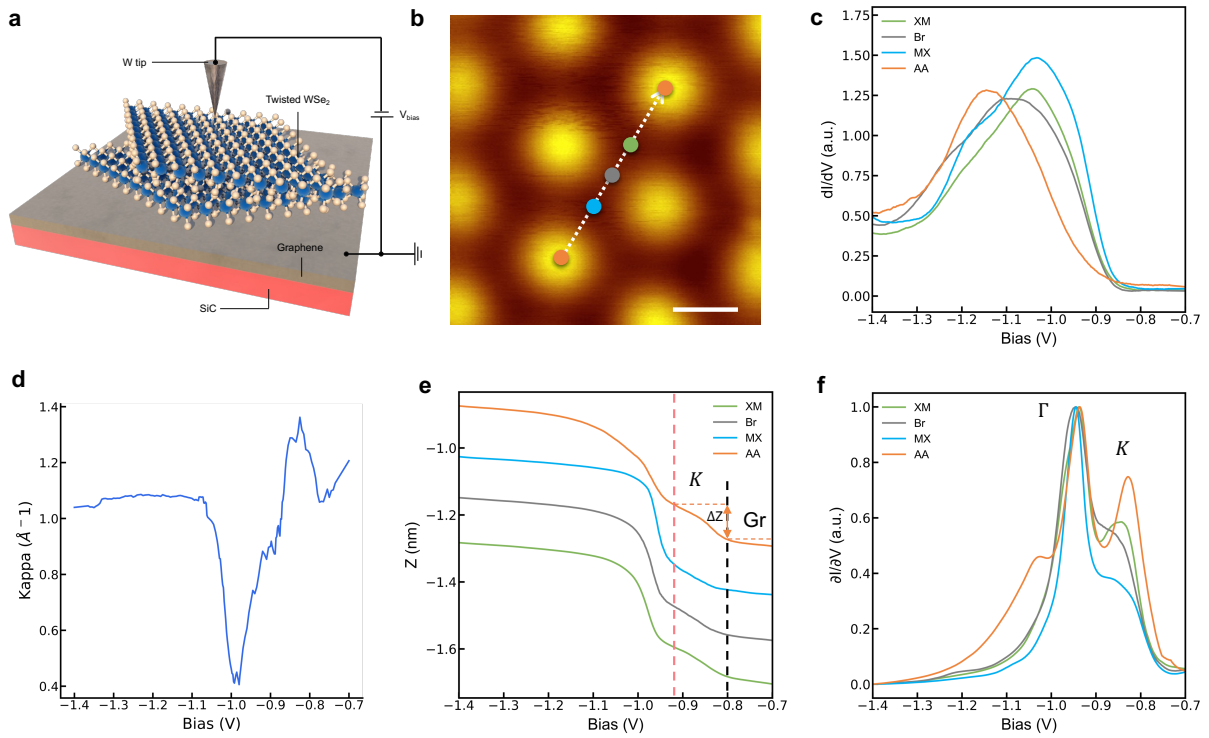 a
W tip
Twisted WSe₂
V_bias
Graphene
SiC
b
c
XM
Br
MX
AA
1.75
1.50
1.25
1.00
0.75
0.50
0.25
0.00
dI/dV (a.u.)
−1.4 −1.3 −1.2 −1.1 −1.0 −0.9 −0.8 −0.7
Bias (V)
d
1.4
1.2
1.0
0.8
0.6
0.4
Kappa (Å⁻1)
−1.4 −1.3 −1.2 −1.1 −1.0 −0.9 −0.8 −0.7
Bias (V)
e
XM
Br
MX
AA
K
ΔZ
Gr
−1.0
−1.2
−1.4
−1.6
Z (nm)
−1.4 −1.3 −1.2 −1.1 −1.0 −0.9 −0.8 −0.7
Bias (V)
f
XM
Br
MX
AA
Γ
K
1.0
0.8
0.6
0.4
0.2
0.0
∂I/∂V (a.u.)
−1.4 −1.3 −1.2 −1.1 −1.0 −0.9 −0.8 −0.7
Bias (V)